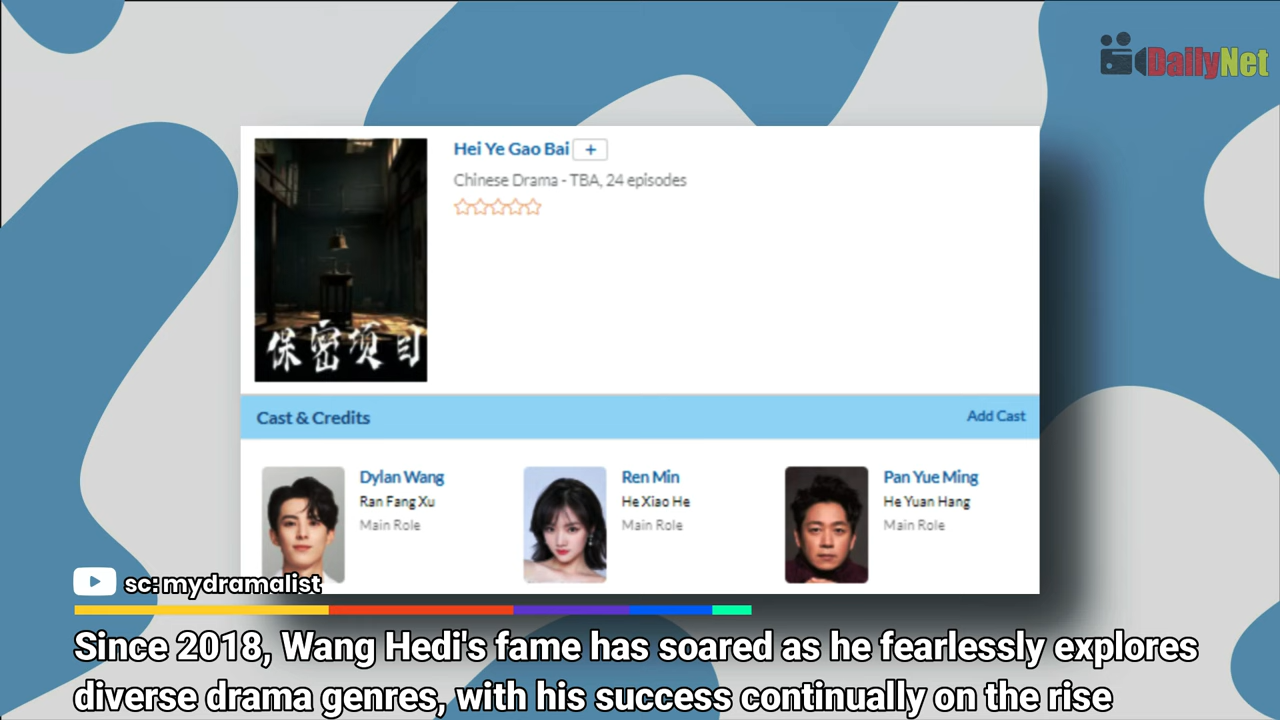 DailyNet
Hei Ye Gao Bai +
Chinese Drama - TBA, 24 episodes
保密项目
Cast & Credits
Add Cast
Dylan Wang
Ran Fang Xu
Main Role
Ren Min
He Xiao He
Main Role
Pan Yue Ming
He Yuan Hang
Main Role
sc: mydramalist
Since 2018, Wang Hedi's fame has soared as he fearlessly explores
diverse drama genres, with his success continually on the rise